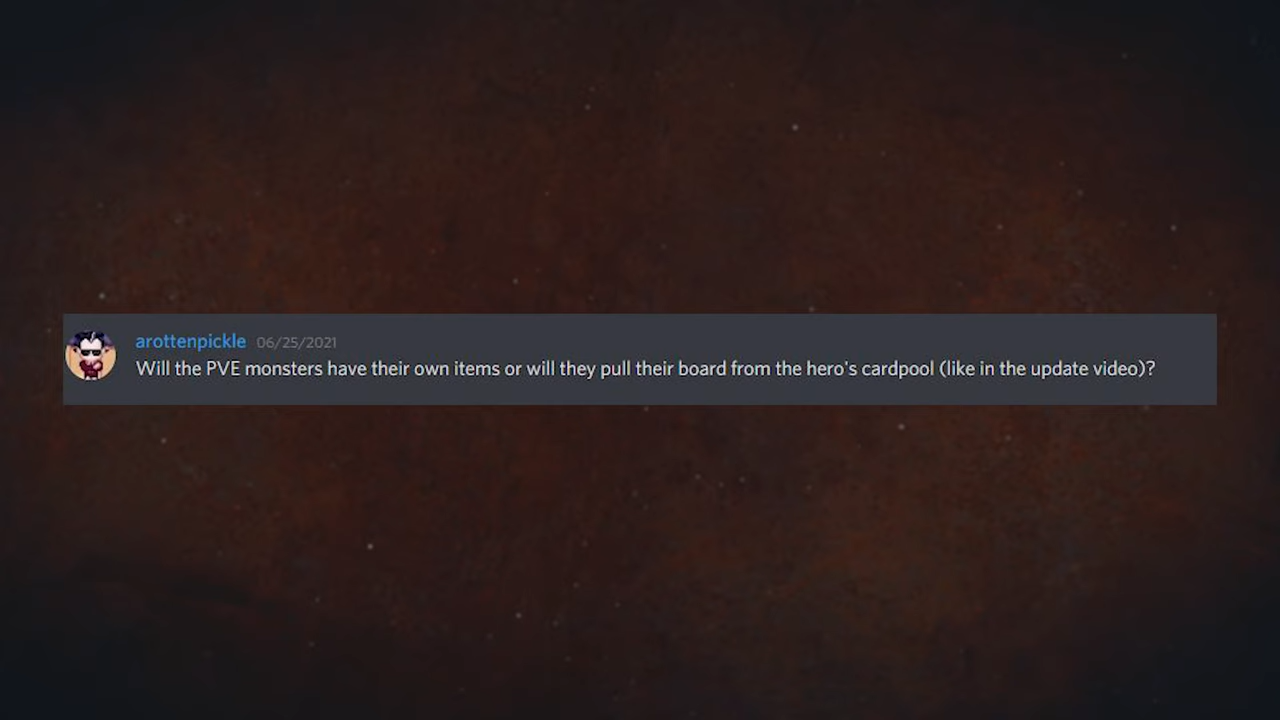 arottenpickle 06/25/2021
Will the PVE monsters have their own items or will they pull their board from the hero's cardpool (like in the update video)?